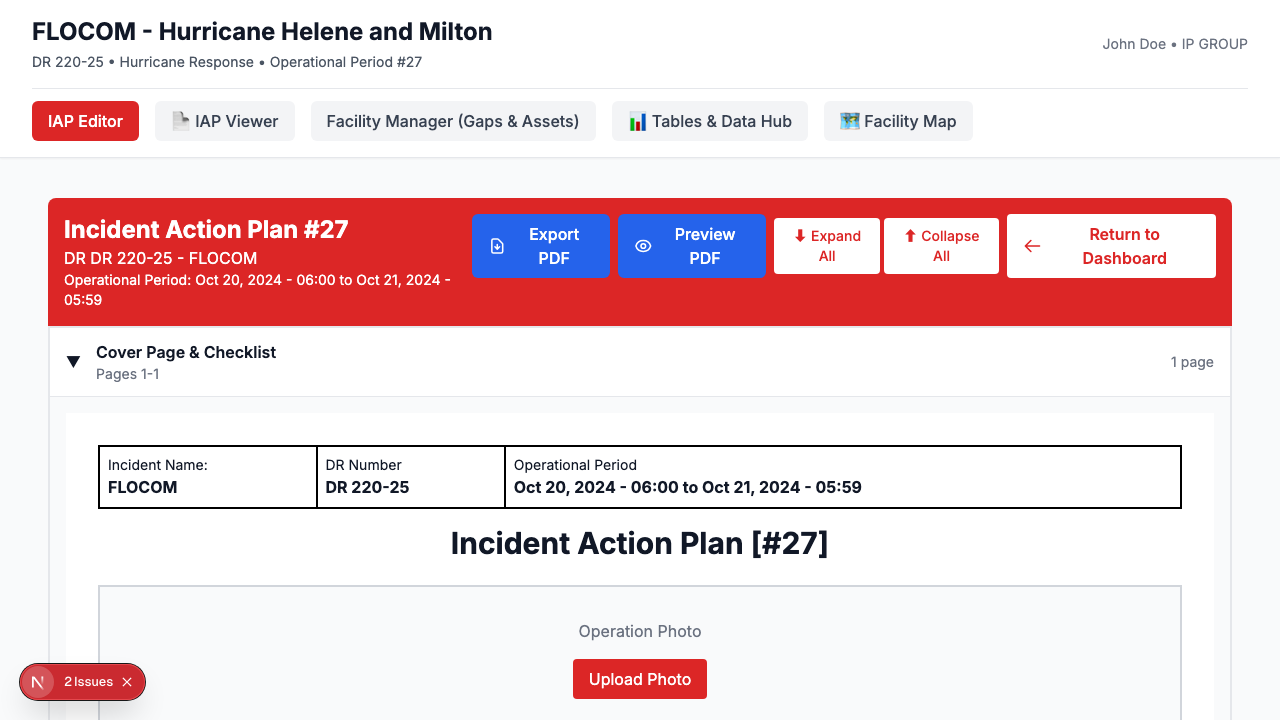 FLOCOM - Hurricane Helene and Milton
DR 220-25 • Hurricane Response • Operational Period #27
John Doe • IP GROUP
IAP Editor
IAP Viewer
Facility Manager (Gaps & Assets)
Tables & Data Hub
Facility Map
Incident Action Plan #27
DR DR 220-25 - FLOCOM
Operational Period: Oct 20, 2024 - 06:00 to Oct 21, 2024 -
05:59
Export
PDF
Preview
PDF
⬇ Expand
All
⬆ Collapse
All
Return to
Dashboard
▼
Cover Page & Checklist
Pages 1-1
1 page
Incident Name:
FLOCOM
DR Number
DR 220-25
Operational Period
Oct 20, 2024 - 06:00 to Oct 21, 2024 - 05:59
Incident Action Plan [#27]
Operation Photo
Upload Photo
N
2 Issues